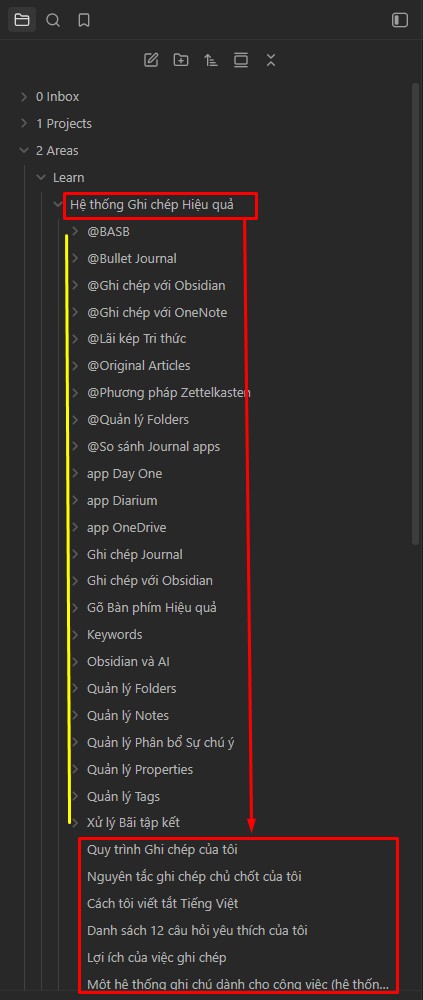 0 Inbox
1 Projects
2 Areas
Learn
Hệ thống Ghi chép Hiệu quả
@BASB
@Bullet Journal
@Ghi chép với Obsidian
@Ghi chép với OneNote
@Lãi kép Tri thức
@Original Articles
@Phương pháp Zettelkasten
@Quản lý Folders
@So sánh Journal apps
app Day One
app Diarium
app OneDrive
Ghi chép Journal
Ghi chép với Obsidian
Gõ Bàn phím Hiệu quả
Keywords
Obsidian và AI
Quản lý Folders
Quản lý Notes
Quản lý Phân bổ Sự chú ý
Quản lý Properties
Quản lý Tags
Xử lý Bãi tập kết
Quy trình Ghi chép của tôi
Nguyên tắc ghi chép chủ chốt của tôi
Cách tôi viết tắt Tiếng Việt
Danh sách 12 câu hỏi yêu thích của tôi
Lợi ích của việc ghi chép
Một hệ thống ghi chú dành cho công việc (hệ thốn...